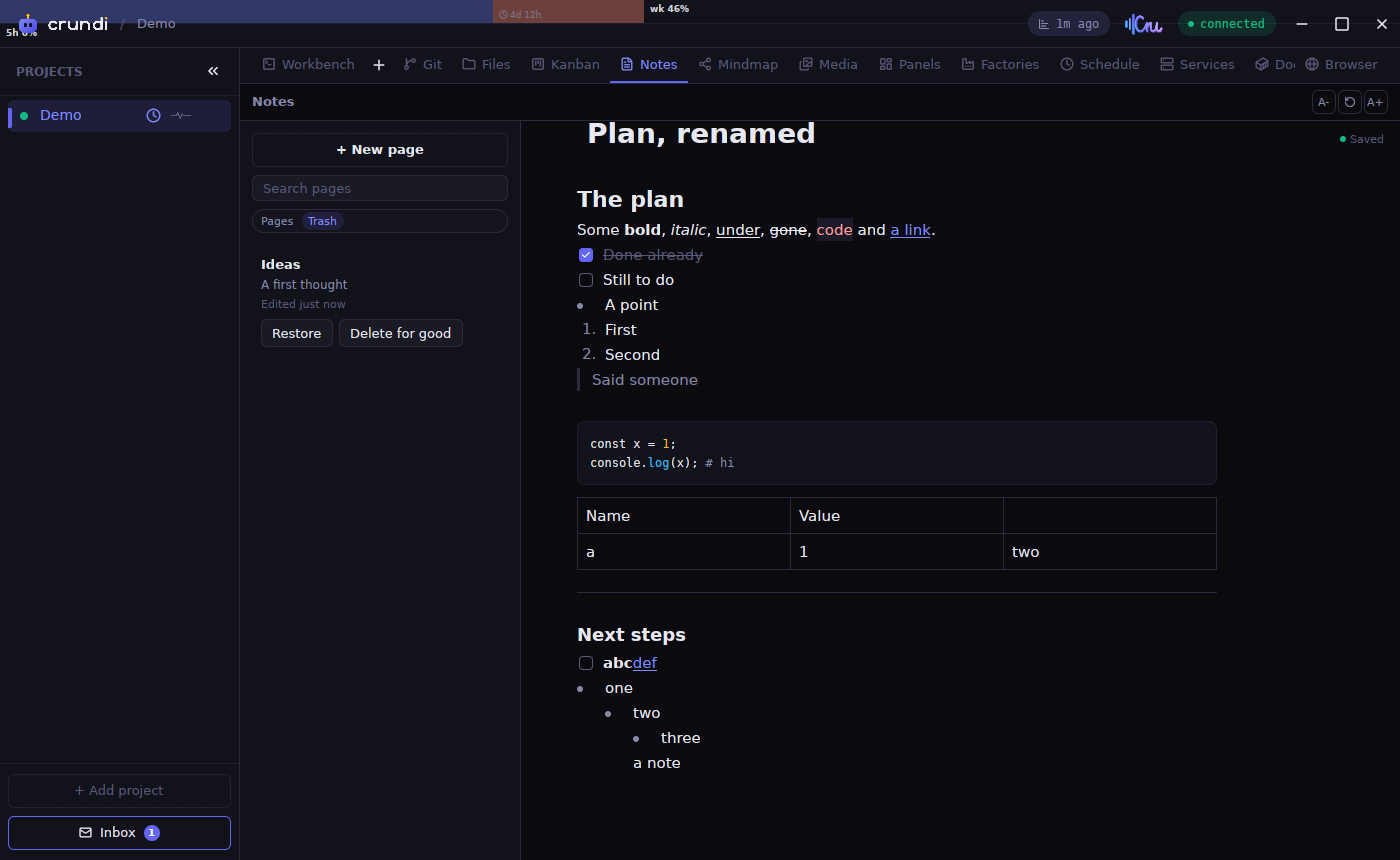 4d 12h
wk 46%
5h 6%
crundi / Demo
1m ago
connected
PROJECTS
Workbench
Git
Files
Kanban
Notes
Mindmap
Media
Panels
Factories
Schedule
Services
Browser
Notes
A-
A+
Demo
+ New page
Search pages
Pages
Trash
Ideas
A first thought
Edited just now
Restore
Delete for good
Plan, renamed
Saved
The plan
Some bold, italic, under, gone, code and a link.
Done already
Still to do
A point
1. First
2. Second
Said someone
const x = 1;
console.log(x); # hi
Name Value
a 1 two
Next steps
abcdef
one
two
three
a note
+ Add project
Inbox 1